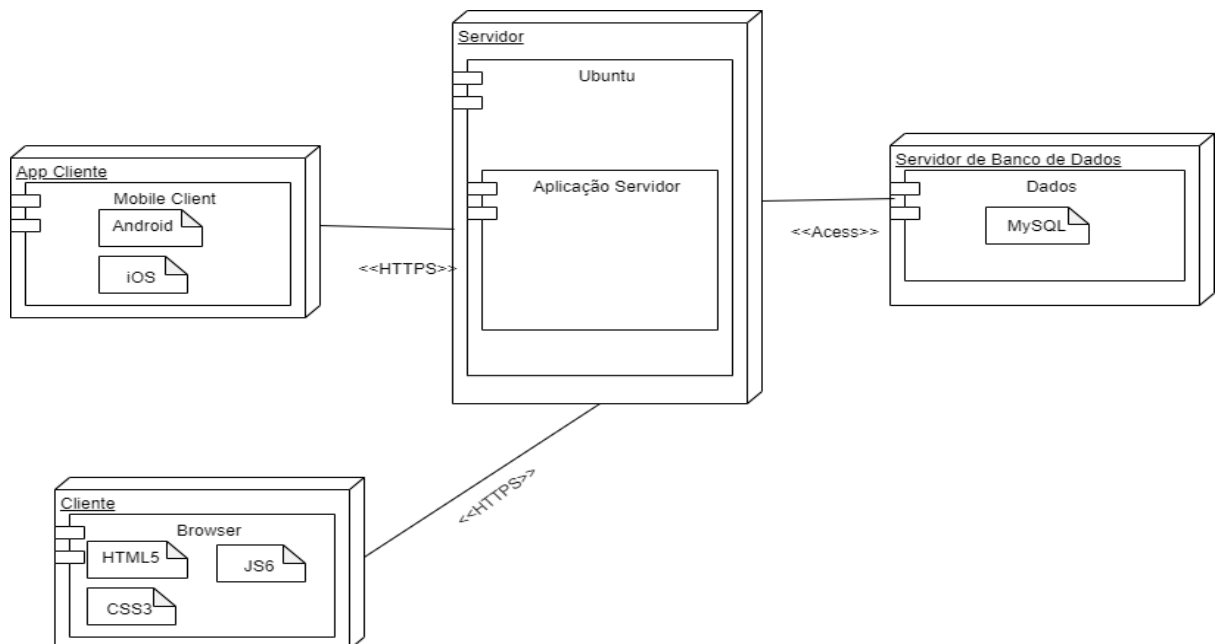 Servidor
Ubuntu
Aplicação Servidor
App Cliente
Mobile Client
Android
iOS
<<HTTPS>>
Servidor de Banco de Dados
Dados
MySQL
<<Acess>>
<<HTTPS>>
Cliente
Browser
HTML5
JS6
CSS3